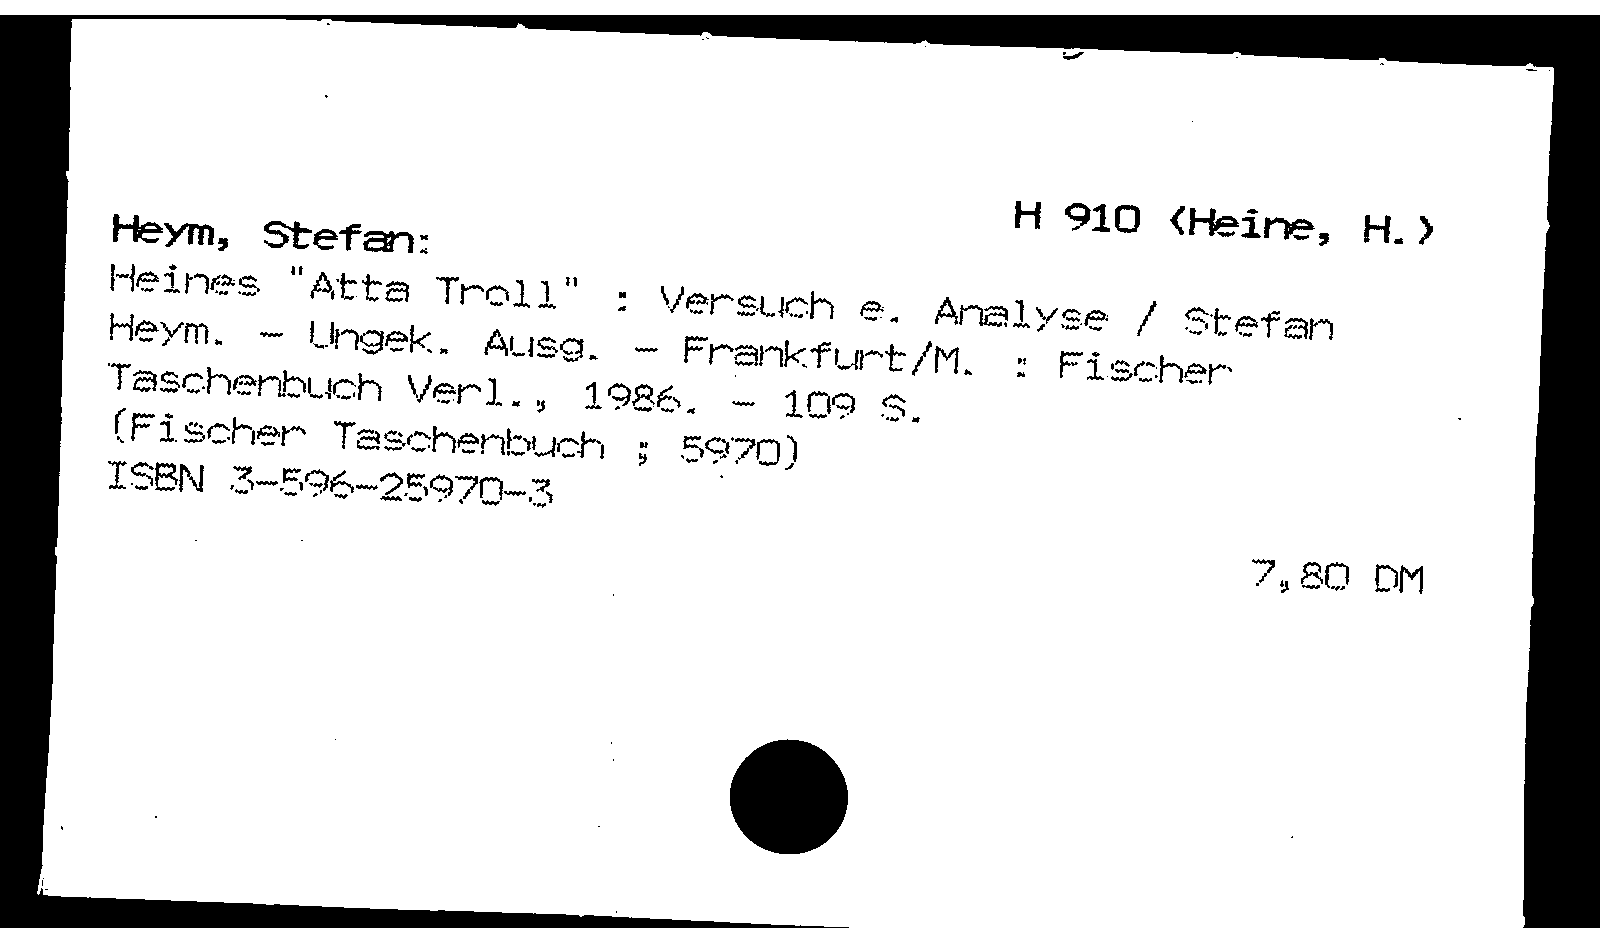 H 910 (Heine, H.)
Heym, Stefan:
Heines "Atta Troll" : Versuch e. Analyse / Stefan
Heym. - Ungek. Ausg. - Frankfurt/M. : Fischer
Taschenbuch Verl., 1986. - 109 S.
(Fischer Taschenbuch ; 5970)
ISBN 3-596-25970-3
7,80 DM